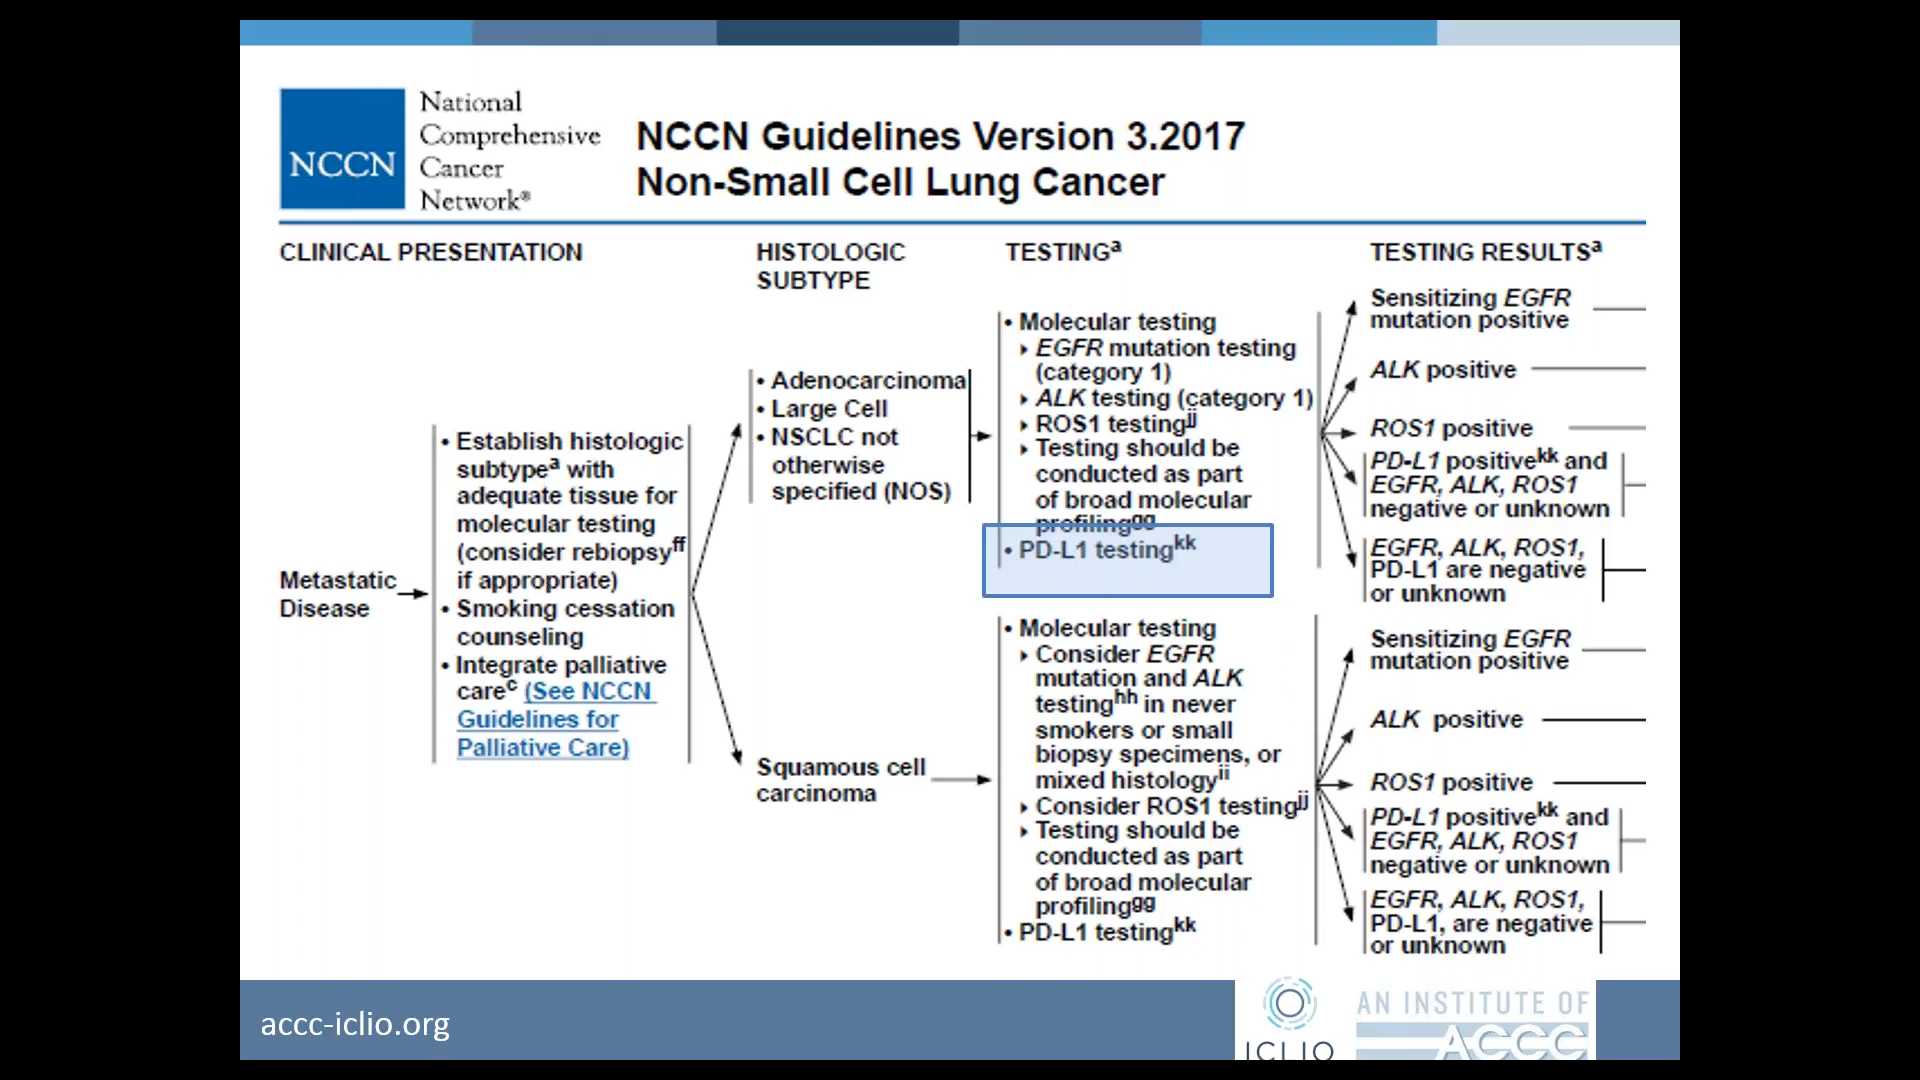 NCCN
National
Comprehensive
Cancer
Network®
NCCN Guidelines Version 3.2017
Non-Small Cell Lung Cancer
CLINICAL PRESENTATION
Metastatic
Disease
• Establish histologic
subtypeᵃ with
adequate tissue for
molecular testing
(consider rebiopsyᶠᶠ
if appropriate)
• Smoking cessation
counseling
• Integrate palliative
careᶜ (See NCCN
Guidelines for
Palliative Care)
HISTOLOGIC
SUBTYPE
• Adenocarcinoma
• Large Cell
• NSCLC not
otherwise
specified (NOS)
Squamous cell
carcinoma
TESTINGᵃ
• Molecular testing
‣ EGFR mutation testing
(category 1)
‣ ALK testing (category 1)
‣ ROS1 testingʲʲ
‣ Testing should be
conducted as part
of broad molecular
profilingᵍᵍ
• PD-L1 testingᵏᵏ
• Molecular testing
‣ Consider EGFR
mutation and ALK
testingʰʰ in never
smokers or small
biopsy specimens, or
mixed histologyⁱⁱ
‣ Consider ROS1 testingʲʲ
‣ Testing should be
conducted as part
of broad molecular
profilingᵍᵍ
• PD-L1 testingᵏᵏ
TESTING RESULTSᵃ
Sensitizing EGFR
mutation positive
ALK positive
ROS1 positive
PD-L1 positiveᵏᵏ and
EGFR, ALK, ROS1
negative or unknown
EGFR, ALK, ROS1,
PD-L1 are negative
or unknown
Sensitizing EGFR
mutation positive
ALK positive
ROS1 positive
PD-L1 positiveᵏᵏ and
EGFR, ALK, ROS1
negative or unknown
EGFR, ALK, ROS1,
PD-L1, are negative
or unknown
accc-iclio.org
ICLIO
AN INSTITUTE OF
ACCC